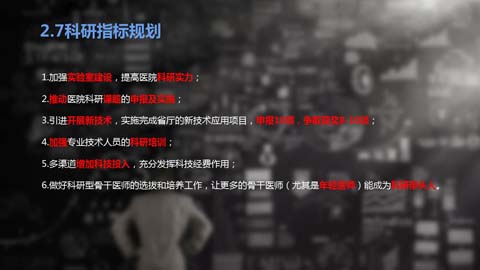 2.7科研指标规划
1.加强实验室建设，提高医院科研实力；
2.推动医院科研课题的申报及实施；
3.引进开展新技术，实施完成省厅的新技术应用项目，申报10项，争取获奖
4.加强专业技术人员的科研培训；
5.多渠道增加科技投入，充分发挥科技经费作用；
6.做好科研型骨干医师的选拔和培养工作，让更多的骨干医师（尤其是年轻医师）能成为科研带头人。